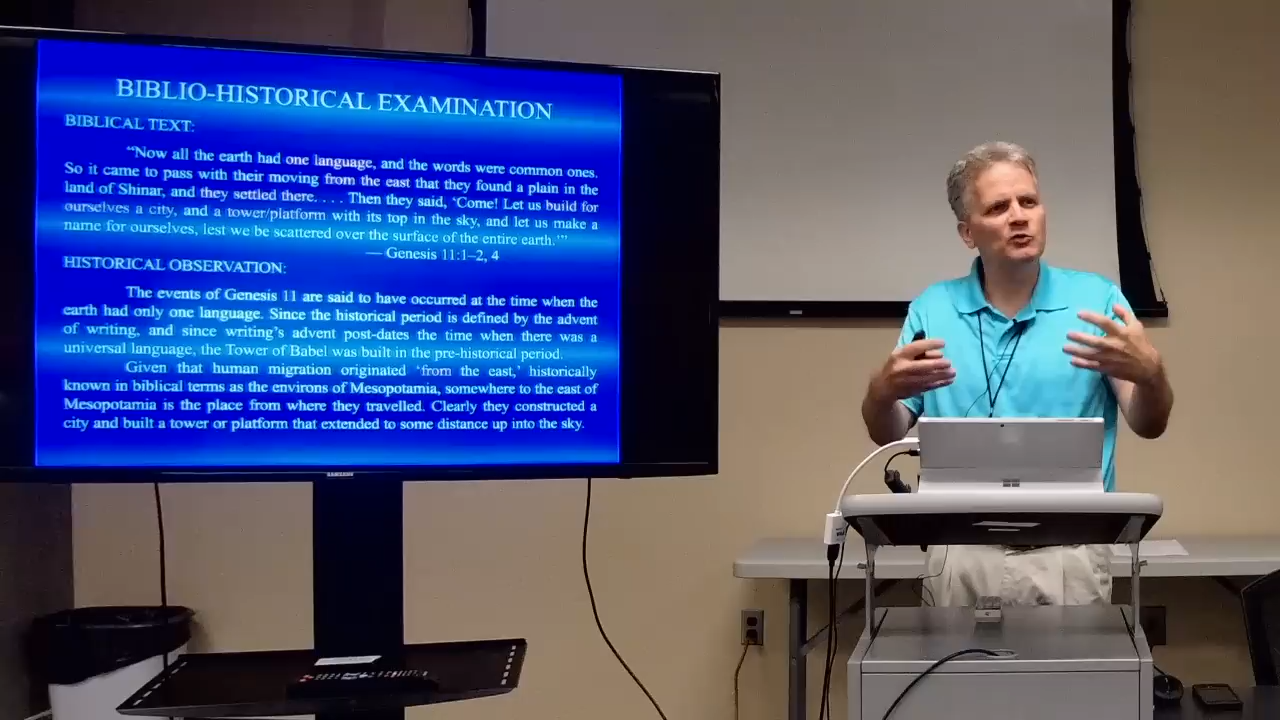 BIBLIO-HISTORICAL EXAMINATION
BIBLICAL TEXT:
“Now all the earth had one language, and the words were common ones.
So it came to pass with their moving from the east that they found a plain in the
land of Shinar, and they settled there. . . . Then they said, ‘Come! Let us build for
ourselves a city, and a tower/platform with its top in the sky, and let us make a
name for ourselves, lest we be scattered over the surface of the entire earth.’”
— Genesis 11:1–2, 4
HISTORICAL OBSERVATION:
The events of Genesis 11 are said to have occurred at the time when the
earth had only one language. Since the historical period is defined by the advent
of writing, and since writing’s advent post-dates the time when there was a
universal language, the Tower of Babel was built in the pre-historical period.
Given that human migration originated ‘from the east,’ historically
known in biblical terms as the environs of Mesopotamia, somewhere to the east of
Mesopotamia is the place from where they travelled. Clearly they constructed a
city and built a tower or platform that extended to some distance up into the sky.
SAMSUNG